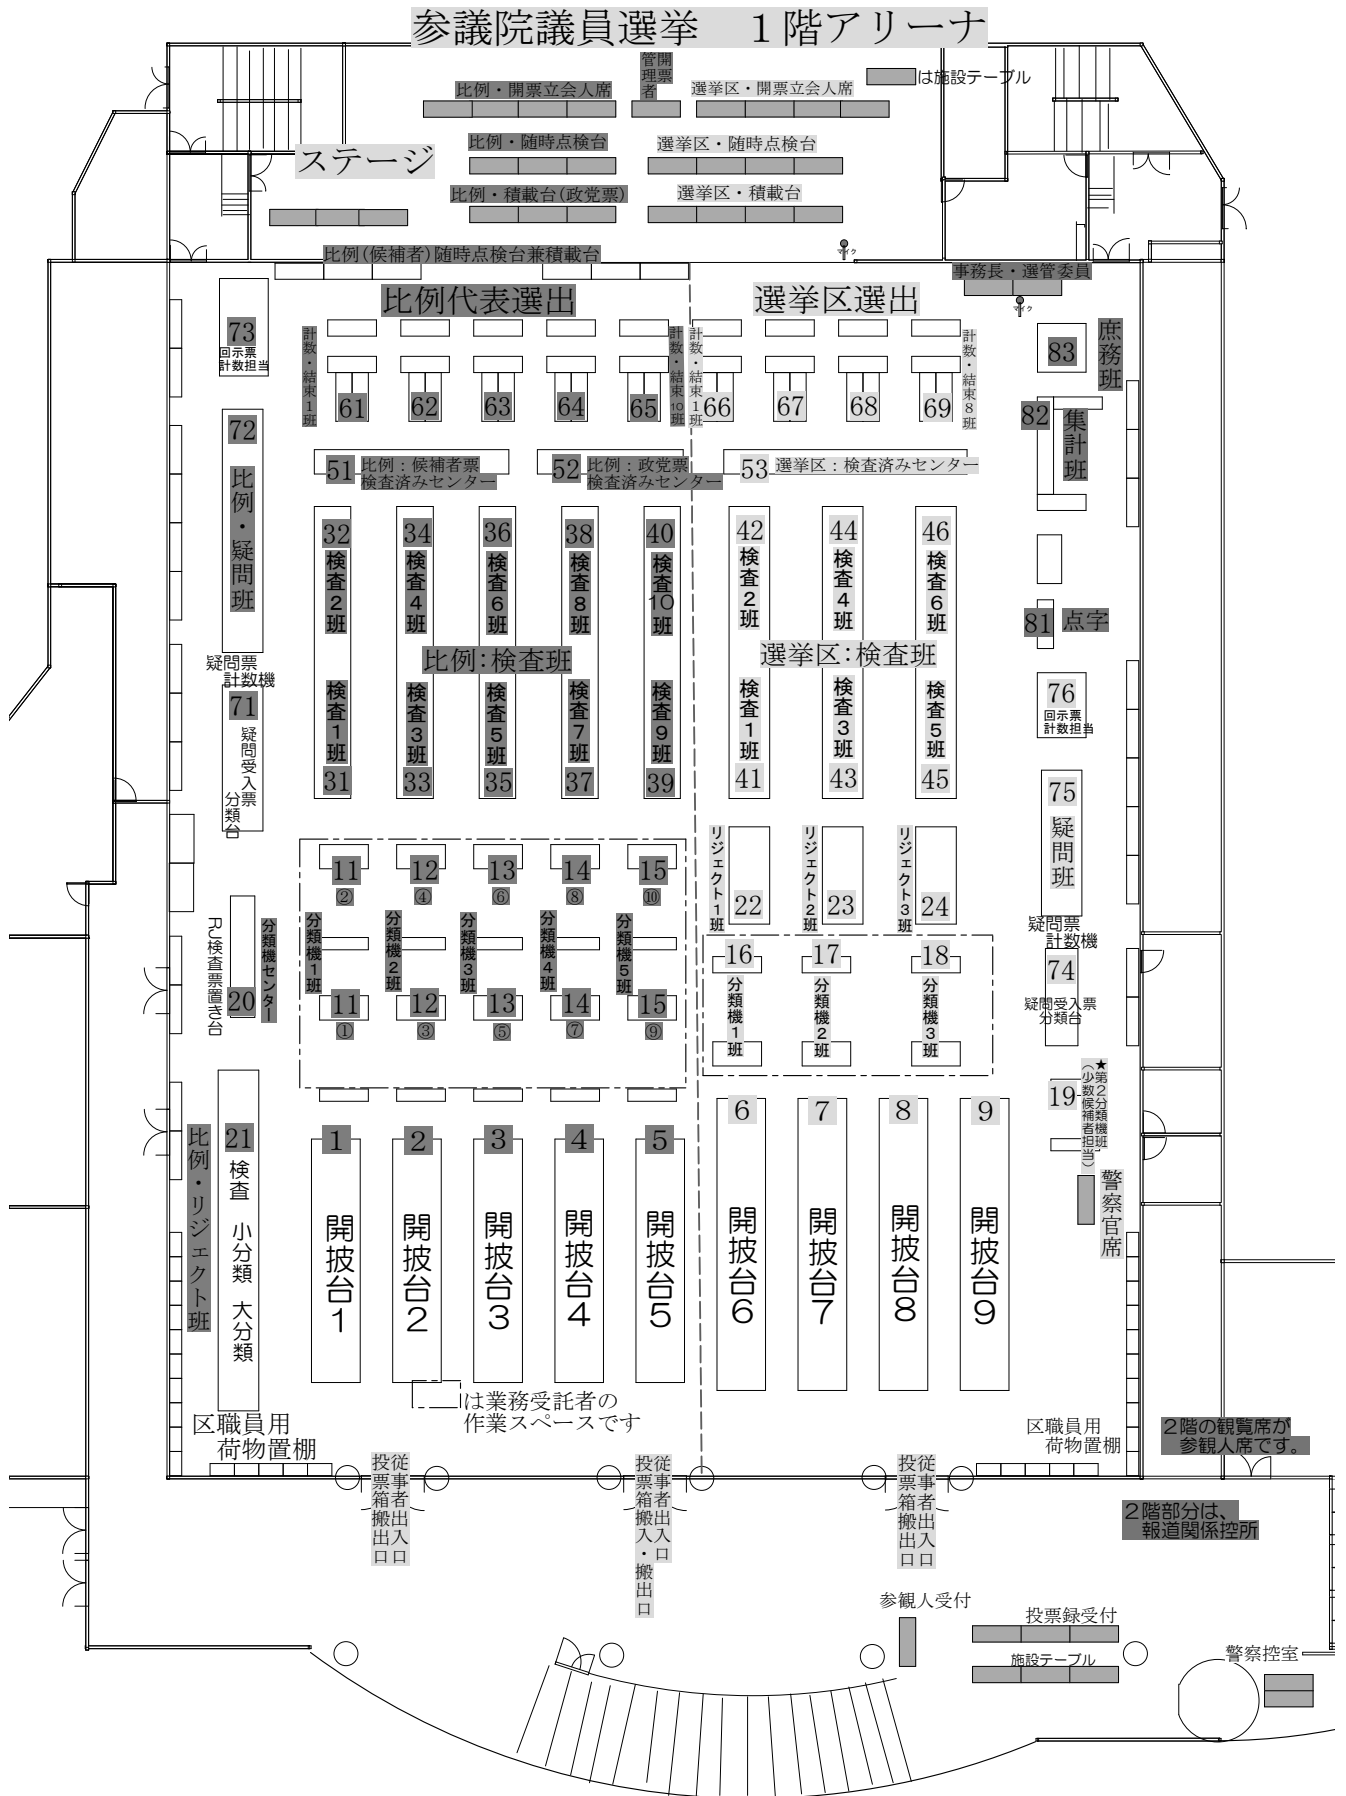 参議院議員選挙　１階アリーナ
開票
管理者
は施設テーブル
比例・開票立会人席
選挙区・開票立会人席
比例・随時点検台
選挙区・随時点検台
ステージ
比例・積載台(政党票)
選挙区・積載台
比例(候補者)随時点検台兼積載台
マイク
事務長・選管委員
マイク
比例代表選出
選挙区選出
73
回示票
計数担当
計数・結束1班
61
62
63
64
65
計数・結束10班
計数・結束1班
66
67
68
69
計数・結束8班
83
庶務班
82
集計班
72
比例・疑問班
51
比例：候補者票
検査済みセンター
52
比例：政党票
検査済みセンター
53
選挙区：検査済みセンター
32
検査2班
34
検査4班
36
検査6班
38
検査8班
40
検査10班
42
検査2班
44
検査4班
46
検査6班
81
点字
比例:検査班
選挙区:検査班
疑問票
計数機
71
疑問受入票
分類台
検査1班
31
検査3班
33
検査5班
35
検査7班
37
検査9班
39
検査1班
41
検査3班
43
検査5班
45
76
回示票
計数担当
75
疑問班
疑問票
計数機
74
疑問受入票
分類台
リジェクト1班
22
リジェクト2班
23
リジェクト3班
24
11
②
12
④
13
⑥
14
⑧
15
⑩
分類機1班
分類機2班
分類機3班
分類機4班
分類機5班
11
①
12
③
13
⑤
14
⑦
15
⑨
16
分類機1班
17
分類機2班
18
分類機3班
RJ検査票置き台
20
分類機センター
19
★第2分類機班
（少数候補者担当）
警察官席
比例・リジェクト班
21
検査　小分類　大分類
1
開披台1
2
開披台2
3
開披台3
4
開披台4
5
開披台5
6
開披台6
7
開披台7
8
開披台8
9
開披台9
は業務受託者の
作業スペースです
区職員用
荷物置棚
区職員用
荷物置棚
2階の観覧席が
参観人席です。
従事者出入口
投票箱搬出口
従事者出入口
投票箱搬入・搬出口
従事者出入口
投票箱搬出口
2階部分は、
報道関係控所
参観人受付
投票録受付
施設テーブル
警察控室